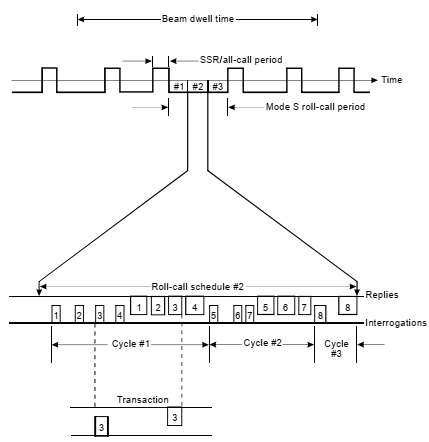 Beam dwell time
SSR/all-call period
Time
#1 #2 #3
Mode S roll-call period
Roll-call schedule #2
Replies
1 2 3 4 5 6 7 8
1 2 3 4 5 6 7 8
Interrogations
Cycle #1 Cycle #2 Cycle
#3
Transaction
3
3